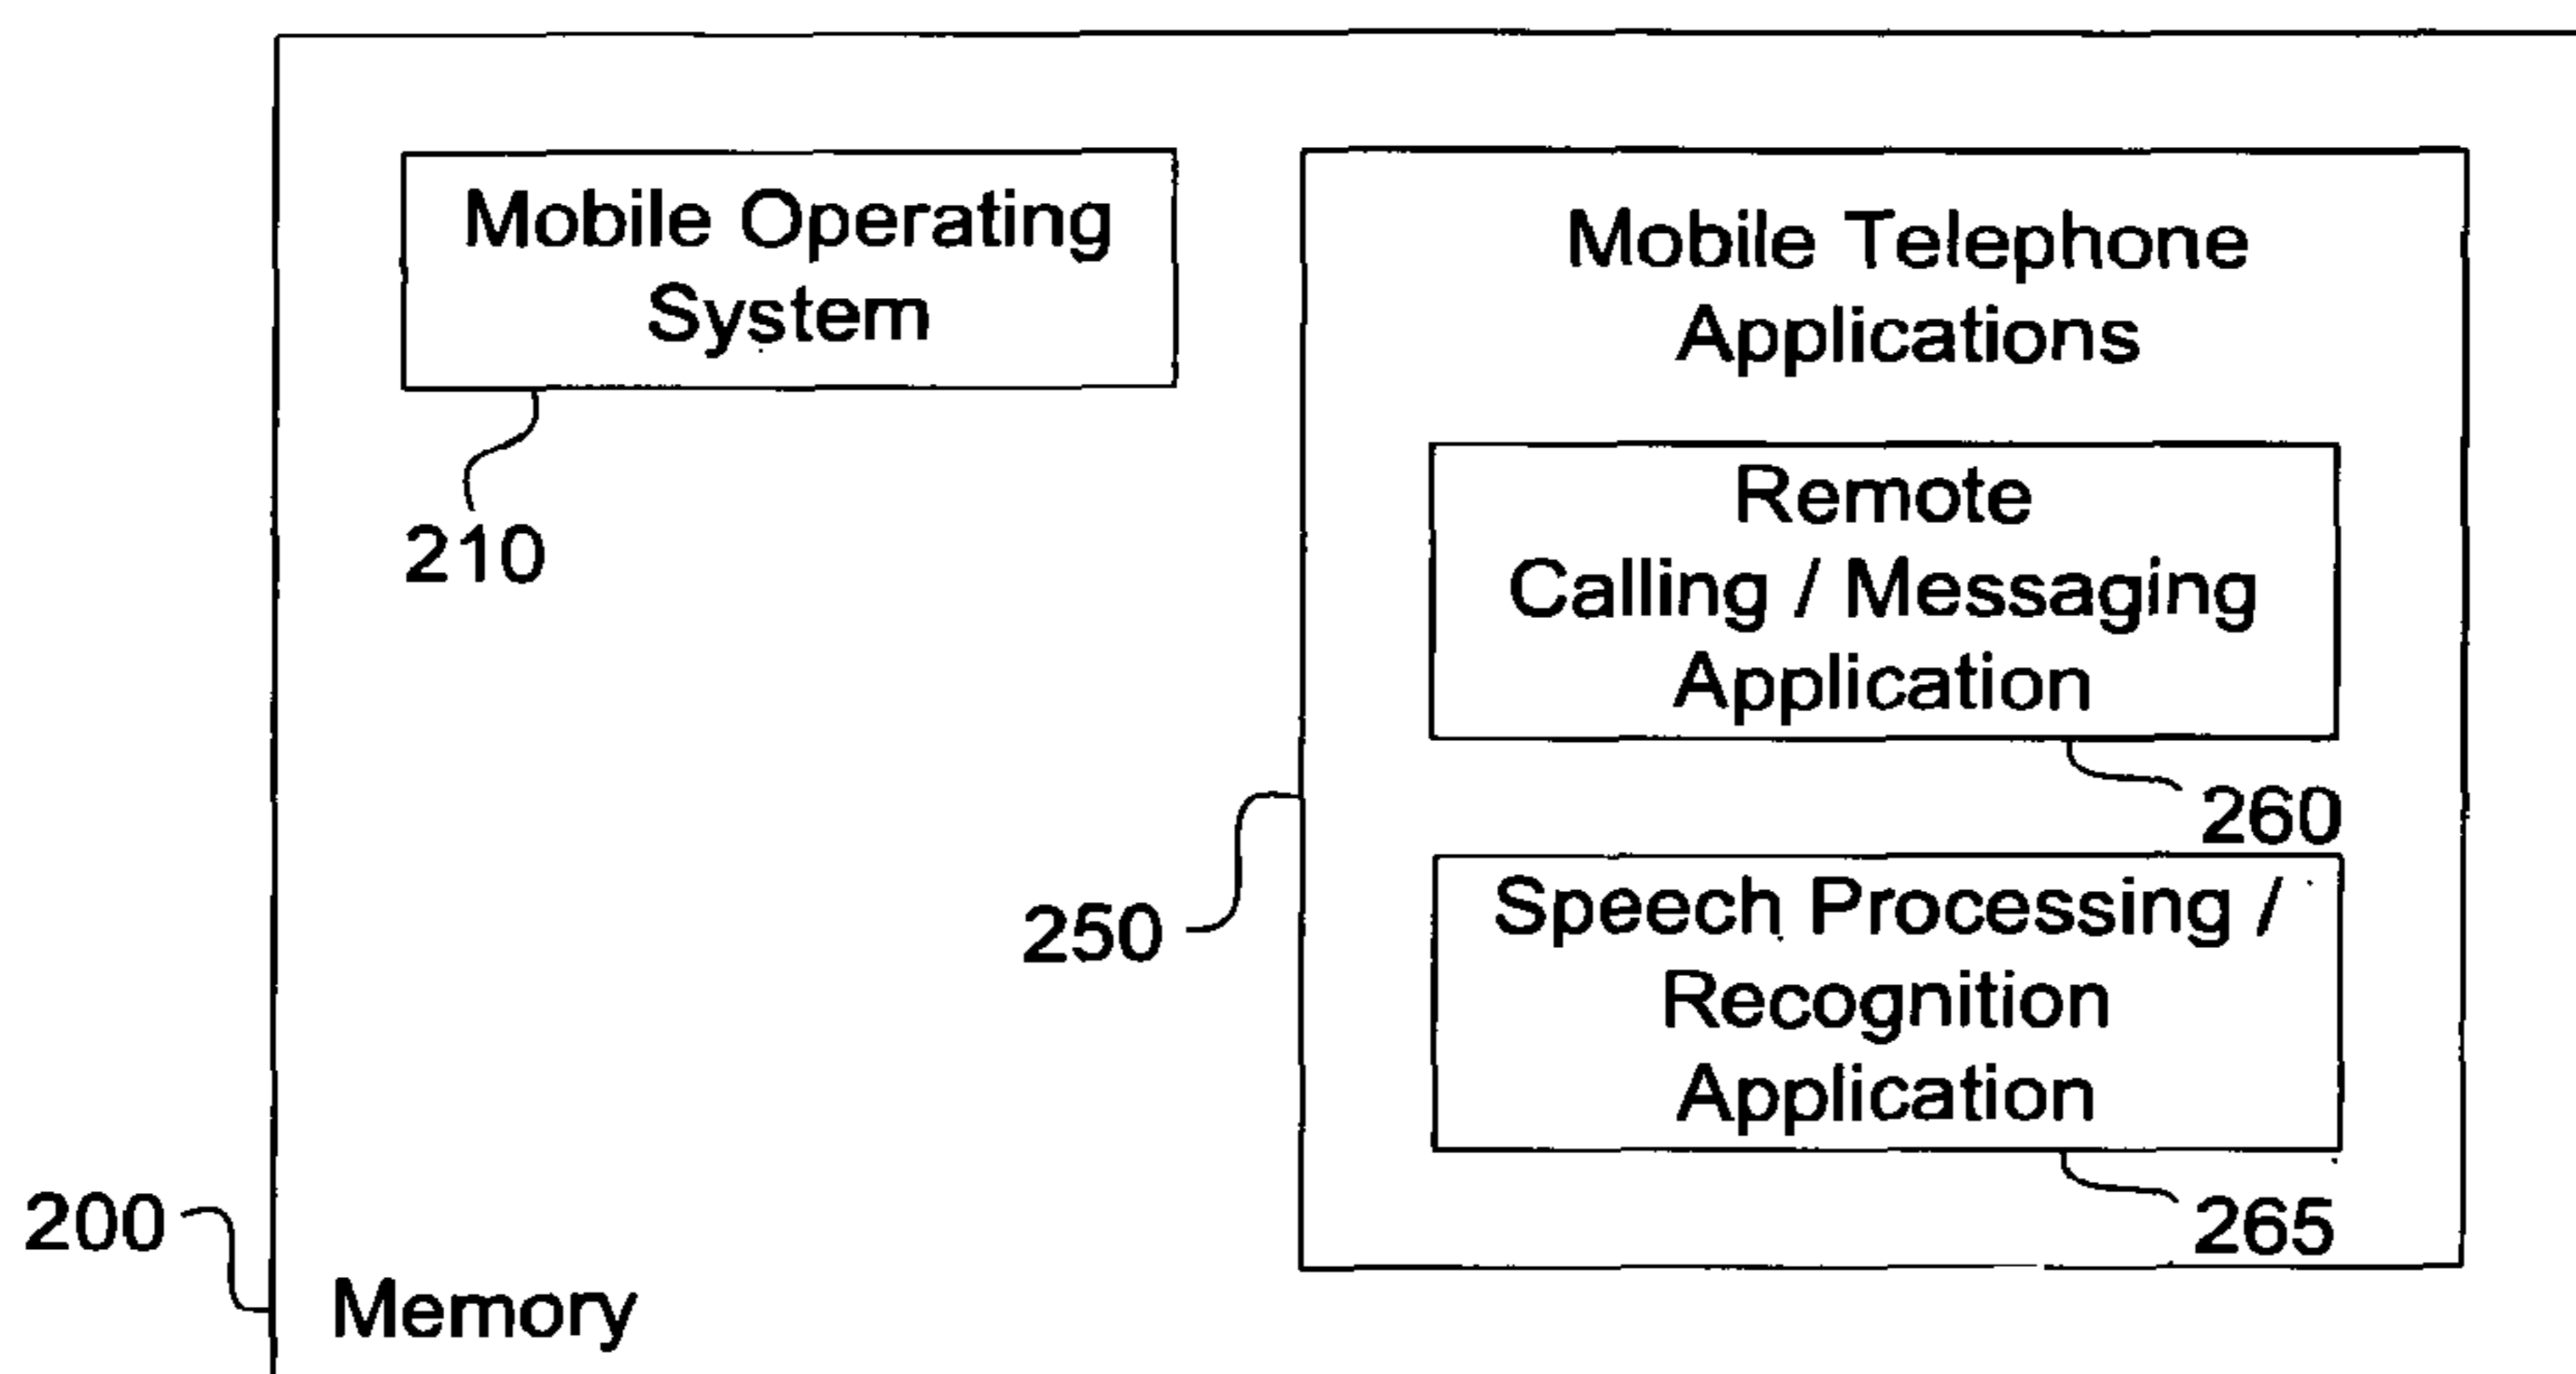 Mobile Operating
System
210
Mobile Telephone
Applications
Remote
Calling / Messaging
Application
260
250
Speech Processing /
Recognition
Application
265
200
Memory